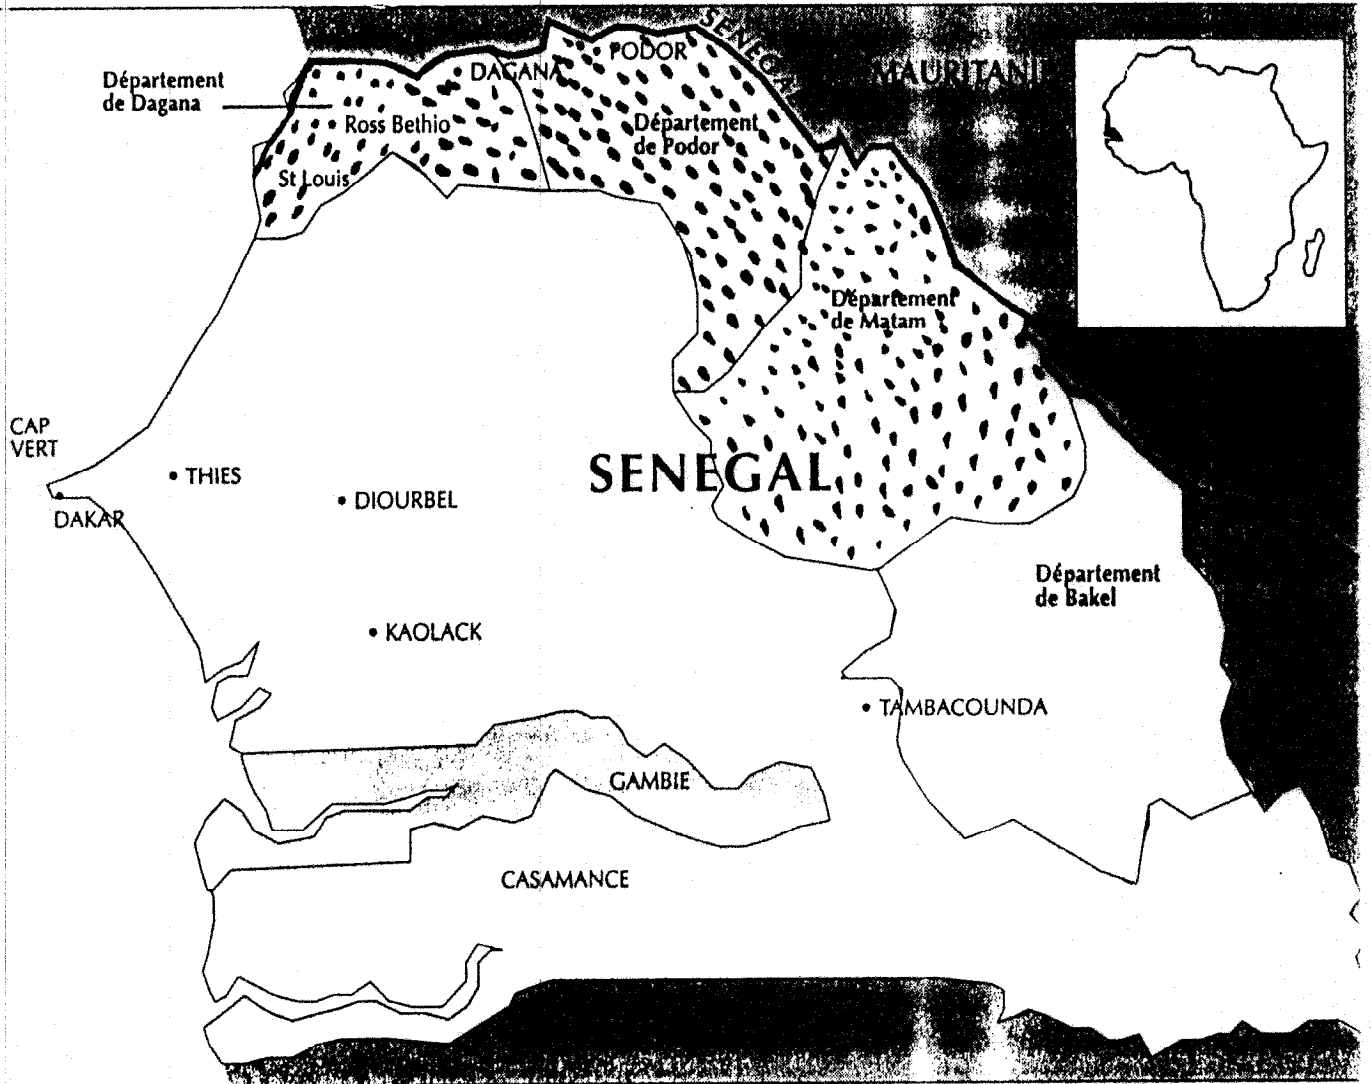 SENEGAL
PODOR
DAGANA
MAURITANI
Département
de Dagana
Ross Bethio
Département
de Podor
St Louis
Département
de Matam
CAP
VERT
SENEGAL
THIES
DIOURBEL
DAKAR
Département
de Bakel
KAOLACK
TAMBACOUNDA
GAMBIE
CASAMANCE